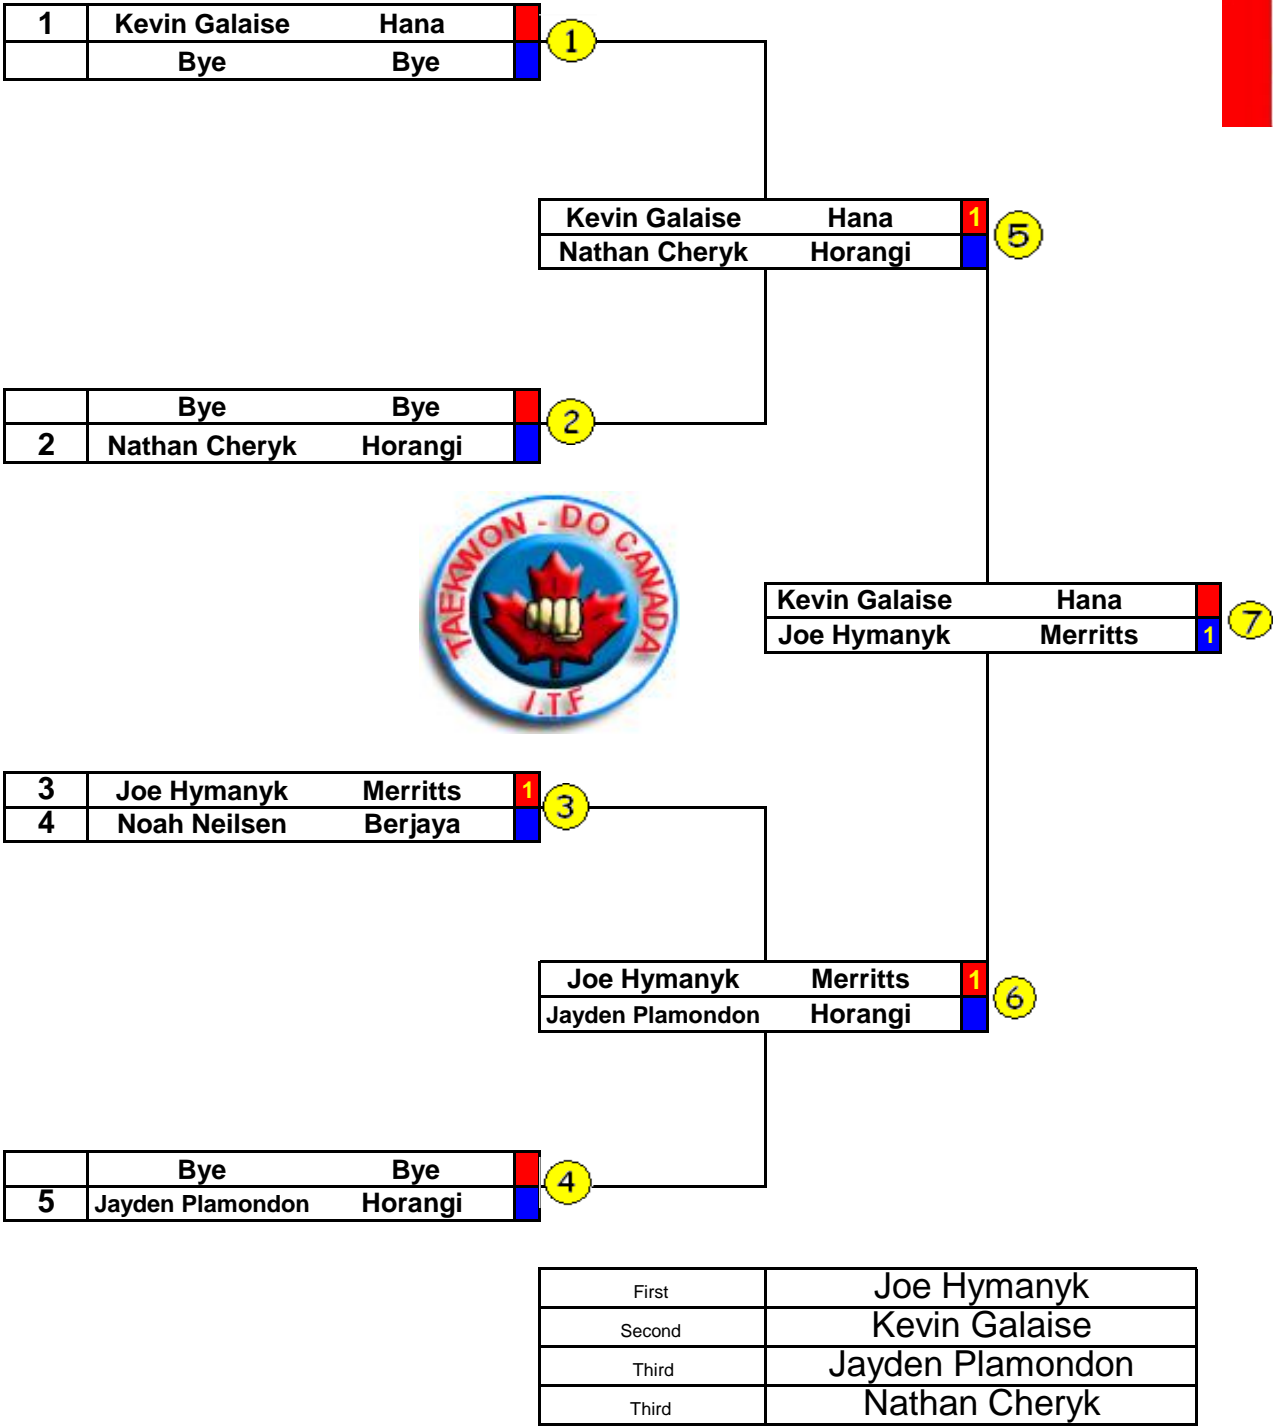 1 Kevin Galaise Hana
Bye Bye
1
Kevin Galaise Hana 1
Nathan Cheryk Horangi
5
Bye Bye
2 Nathan Cheryk Horangi
2
TAEKWON - DO CANADA
I.T.F
Kevin Galaise Hana
Joe Hymanyk Merritts 1
7
3 Joe Hymanyk Merritts 1
4 Noah Neilsen Berjaya
3
Joe Hymanyk Merritts 1
Jayden Plamondon Horangi
6
Bye Bye
5 Jayden Plamondon Horangi
4
First Joe Hymanyk
Second Kevin Galaise
Third Jayden Plamondon
Third Nathan Cheryk